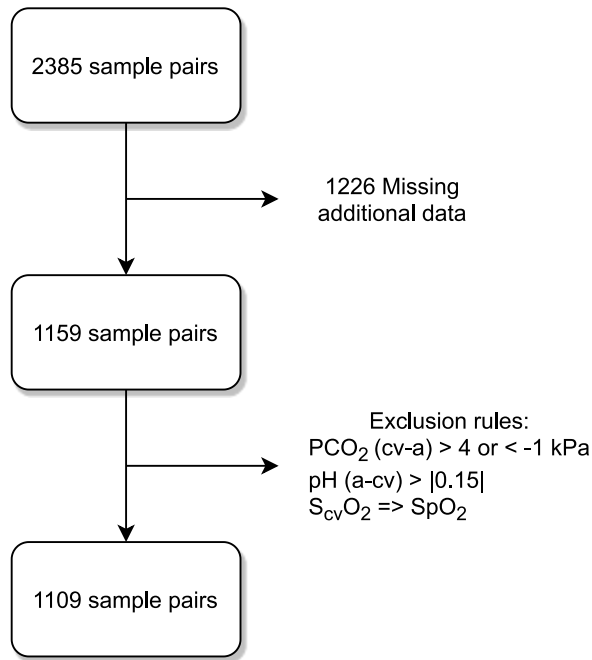 2385 sample pairs
1226 Missing
additional data
1159 sample pairs
Exclusion rules:
PCO₂ (cv-a) > 4 or < -1 kPa
pH (a-cv) > |0.15|
ScvO₂ => SpO₂
1109 sample pairs